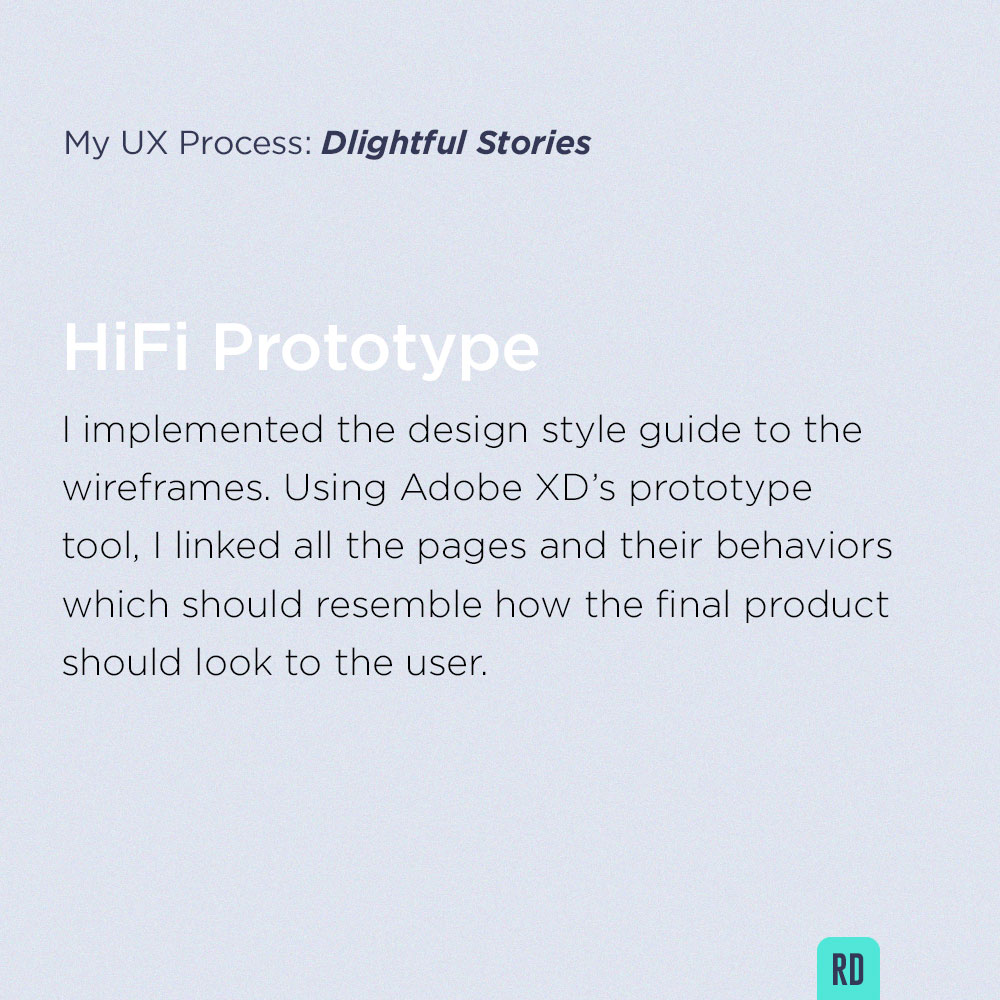 My UX Process: Dlightful Stories
HiFi Prototype
I implemented the design style guide to the
wireframes. Using Adobe XD’s prototype
tool, I linked all the pages and their behaviors
which should resemble how the final product
should look to the user.
RD